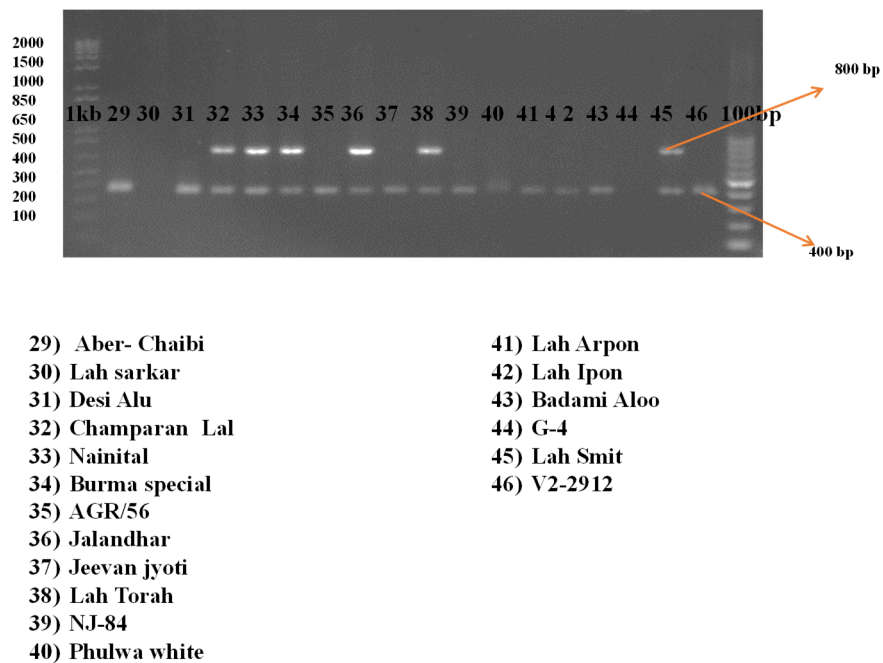 2000
1500
1000
850
650
500
400
300
200
100
1kb 29 30 31 32 33 34 35 36 37 38 39 40 41 4 2 43 44 45 46 100bp
800 bp
400 bp
29) Aber- Chaibi
30) Lah sarkar
31) Desi Alu
32) Champaran Lal
33) Nainital
34) Burma special
35) AGR/56
36) Jalandhar
37) Jeevan jyoti
38) Lah Torah
39) NJ-84
40) Phulwa white
41) Lah Arpon
42) Lah Ipon
43) Badami Aloo
44) G-4
45) Lah Smit
46) V2-2912